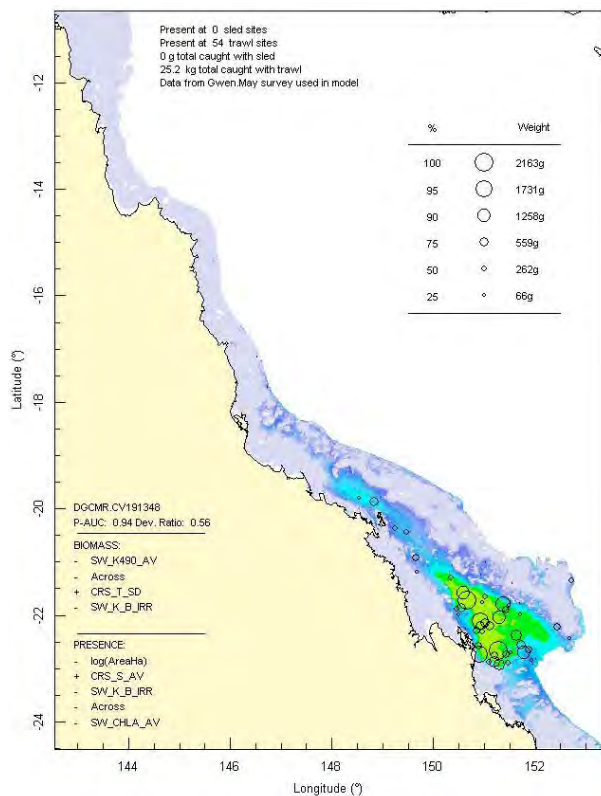 Present at 0 sled sites
Present at 54 trawl sites
0 g total caught with sled
25.2 kg total caught with trawl
Data from Gwen.May survey used in model
% Weight
100 2163g
95 1731g
90 1258g
75 559g
50 262g
25 66g
-12
-14
-16
-18
-20
-22
-24
Latitude (°)
DGCMR.CV191348
P-AUC: 0.94 Dev. Ratio: 0.56
BIOMASS:
- SW_K490_AV
- Across
+ CRS_T_SD
- SW_K_B_IRR
PRESENCE:
- log(AreaHa)
+ CRS_S_AV
- SW_K_B_IRR
- Across
- SW_CHLA_AV
144 146 148 150 152
Longitude (°)